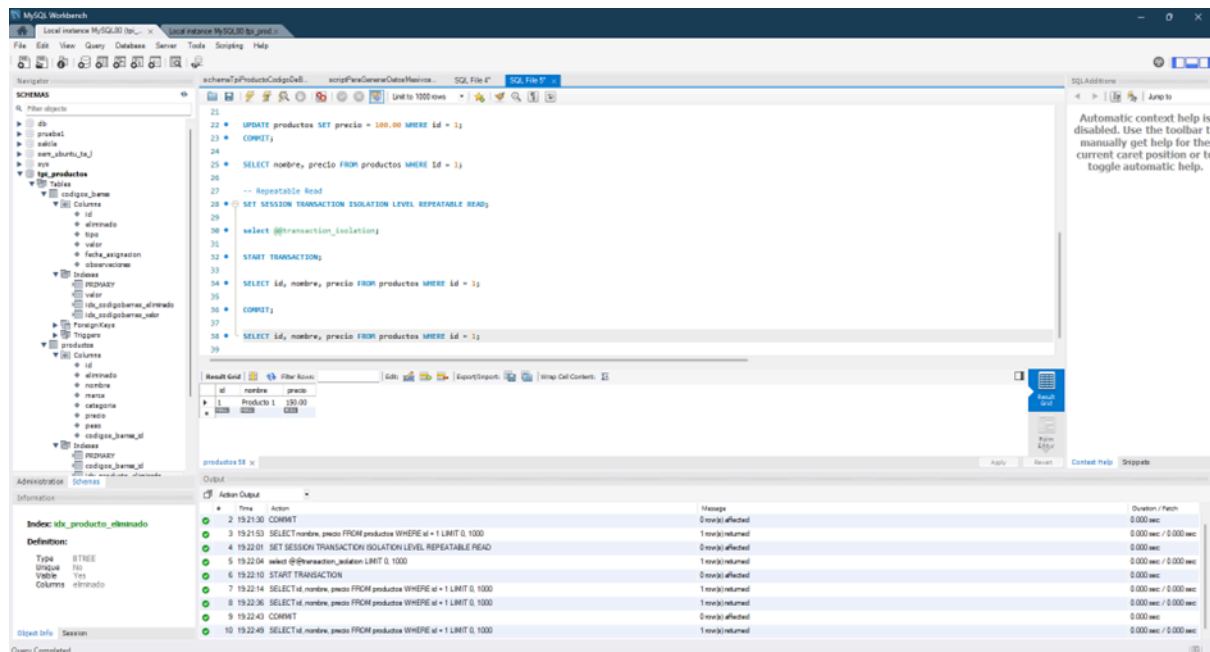 MySQL Workbench
Local instance MySQL80 (tpi_... × Local instance MySQL80 tpi_prod ×
File Edit View Query Database Server Tools Scripting Help
Navigator
SCHEMAS
Filter objects
db
prueba1
sakila
sys
tpi_productos
Tables
codigos_barras
Columns
id
eliminado
tipo
valor
fecha_asignacion
observaciones
Indexes
PRIMARY
valor
idx_codigobarras_eliminado
idx_codigobarras_valor
Foreign Keys
Triggers
productos
Columns
id
eliminado
nombre
marca
categoria
precio
peso
codigos_barras_id
Indexes
PRIMARY
codigos_barras_id
Administration Schemas
Information
Index: idx_producto_eliminado
Definition:
Type BTREE
Unique No
Visible Yes
Columns eliminado
Object Info Session
Query Completed
SQL File 4* SQL File 5* ×
Limit to 1000 rows
21
22 UPDATE productos SET precio = 100.00 WHERE id = 1;
23 COMMIT;
24
25 SELECT nombre, precio FROM productos WHERE id = 1;
26
27 -- Repeatable Read
28 SET SESSION TRANSACTION ISOLATION LEVEL REPEATABLE READ;
29
30 select @@transaction_isolation;
31
32 START TRANSACTION;
33
34 SELECT id, nombre, precio FROM productos WHERE id = 1;
35
36 COMMIT;
37
38 SELECT id, nombre, precio FROM productos WHERE id = 1;
39
Result Grid Filter Rows: Edit: Export/Import: Wrap Cell Content:
id nombre precio
1 Producto 1 150.00
NULL NULL NULL
Result Grid
Form Editor
productos 58 × Apply Revert
Output
Action Output
# Time Action Message Duration / Fetch
2 19:21:30 COMMIT 0 row(s) affected 0.000 sec
3 19:21:53 SELECT nombre, precio FROM productos WHERE id = 1 LIMIT 0, 1000 1 row(s) returned 0.000 sec / 0.000 sec
4 19:22:01 SET SESSION TRANSACTION ISOLATION LEVEL REPEATABLE READ 0 row(s) affected 0.000 sec
5 19:22:04 select @@transaction_isolation LIMIT 0, 1000 1 row(s) returned 0.000 sec / 0.000 sec
6 19:22:10 START TRANSACTION 0 row(s) affected 0.000 sec
7 19:22:14 SELECT id, nombre, precio FROM productos WHERE id = 1 LIMIT 0, 1000 1 row(s) returned 0.000 sec / 0.000 sec
8 19:22:36 SELECT id, nombre, precio FROM productos WHERE id = 1 LIMIT 0, 1000 1 row(s) returned 0.000 sec / 0.000 sec
9 19:22:43 COMMIT 0 row(s) affected 0.000 sec
10 19:22:49 SELECT id, nombre, precio FROM productos WHERE id = 1 LIMIT 0, 1000 1 row(s) returned 0.000 sec / 0.000 sec
SQL Additions
Jump to
Automatic context help is
disabled. Use the toolbar t
manually get help for the
current caret position or t
toggle automatic help.
Context Help Snippets